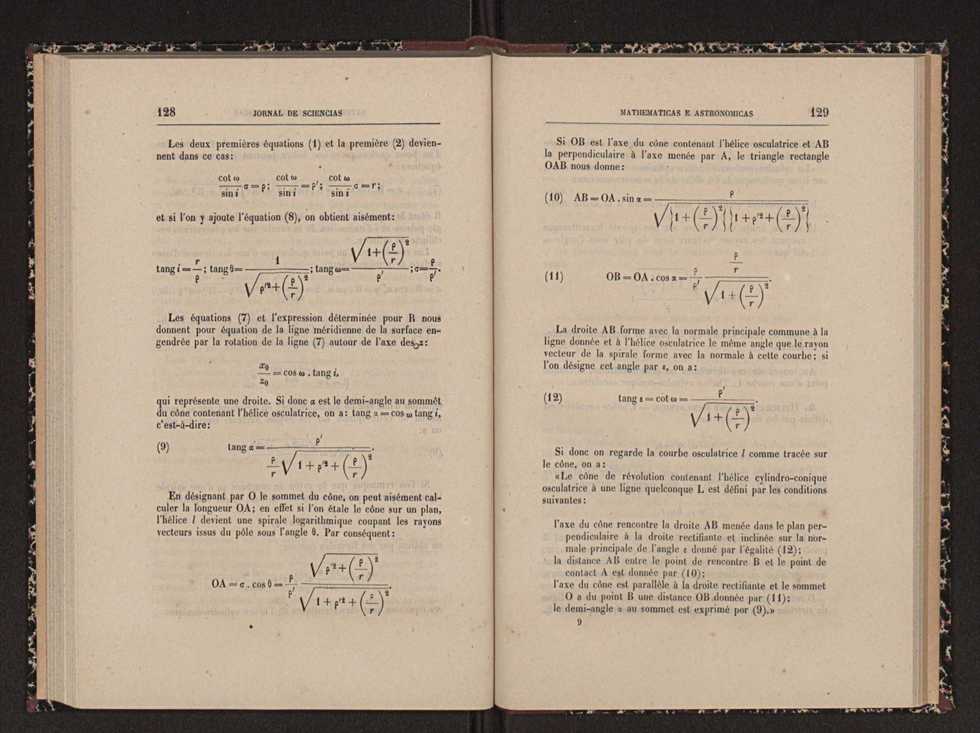 128 JORNAL DE SCIENCIAS
Les deux premières équations (1) et la première (2) devien-
nent dans ce cas:
cot ω / sin i σ = ρ; cot ω / sin i = ρ′; cot ω / sin i σ = r;
et si l'on y ajoute l'équation (8), on obtient aisément:
tang i = r/ρ; tang θ = 1/√(ρ′² + (ρ/r)²); tang ω = √(1+(ρ/r)²)/ρ′; σ = ρ/ρ′.
Les équations (7) et l'expression déterminée pour R nous
donnent pour équation de la ligne méridienne de la surface en-
gendrée par la rotation de la ligne (7) autour de l'axe des z:
x₀/z₀ = cos ω . tang i,
qui représente une droite. Si donc α est le demi-angle au sommet
du cône contenant l'hélice osculatrice, on a: tang α = cos ω tang i,
c'est-à-dire:
(9) tang α = ρ′ / (ρ/r √(1 + ρ′² + (ρ/r)²)).
En désignant par O le sommet du cône, on peut aisément cal-
culer la longueur OA; en effet si l'on étale le cône sur un plan,
l'hélice l devient une spirale logarithmique coupant les rayons
vecteurs issus du pôle sous l'angle θ. Par conséquent:
OA = σ . cos θ = ρ/ρ′ √(ρ′² + (ρ/r)²) / √(1 + ρ′² + (ρ/r)²).
MATHEMATICAS E ASTRONOMICAS 129
Si OB est l'axe du cône contenant l'hélice osculatrice et AB
la perpendiculaire à l'axe menée par A, le triangle rectangle
OAB nous donne:
(10) AB = OA . sin α = ρ / √({1 + (ρ/r)²}{1 + ρ′² + (ρ/r)²})
(11) OB = OA . cos α = ρ/ρ′ (ρ/r) / √(1 + (ρ/r)²).
La droite AB forme avec la normale principale commune à la
ligne donnée et à l'hélice osculatrice le même angle que le rayon
vecteur de la spirale forme avec la normale à cette courbe; si
l'on désigne cet angle par ε, on a:
(12) tang ε = cot ω = ρ′ / √(1 + (ρ/r)²).
Si donc on regarde la courbe osculatrice l comme tracée sur
le cône, on a:
«Le cône de révolution contenant l'hélice cylindro-conique
osculatrice à une ligne quelconque L est défini par les conditions
suivantes:
l'axe du cône rencontre la droite AB menée dans le plan per-
pendiculaire à la droite rectifiante et inclinée sur la nor-
male principale de l'angle ε donné par l'égalité (12);
la distance AB entre le point de rencontre B et le point de
contact A est donnée par (10);
l'axe du cône est parallèle à la droite rectifiante et le sommet
O a du point B une distance OB donnée par (11);
le demi-angle α au sommet est exprimé por (9).»
9